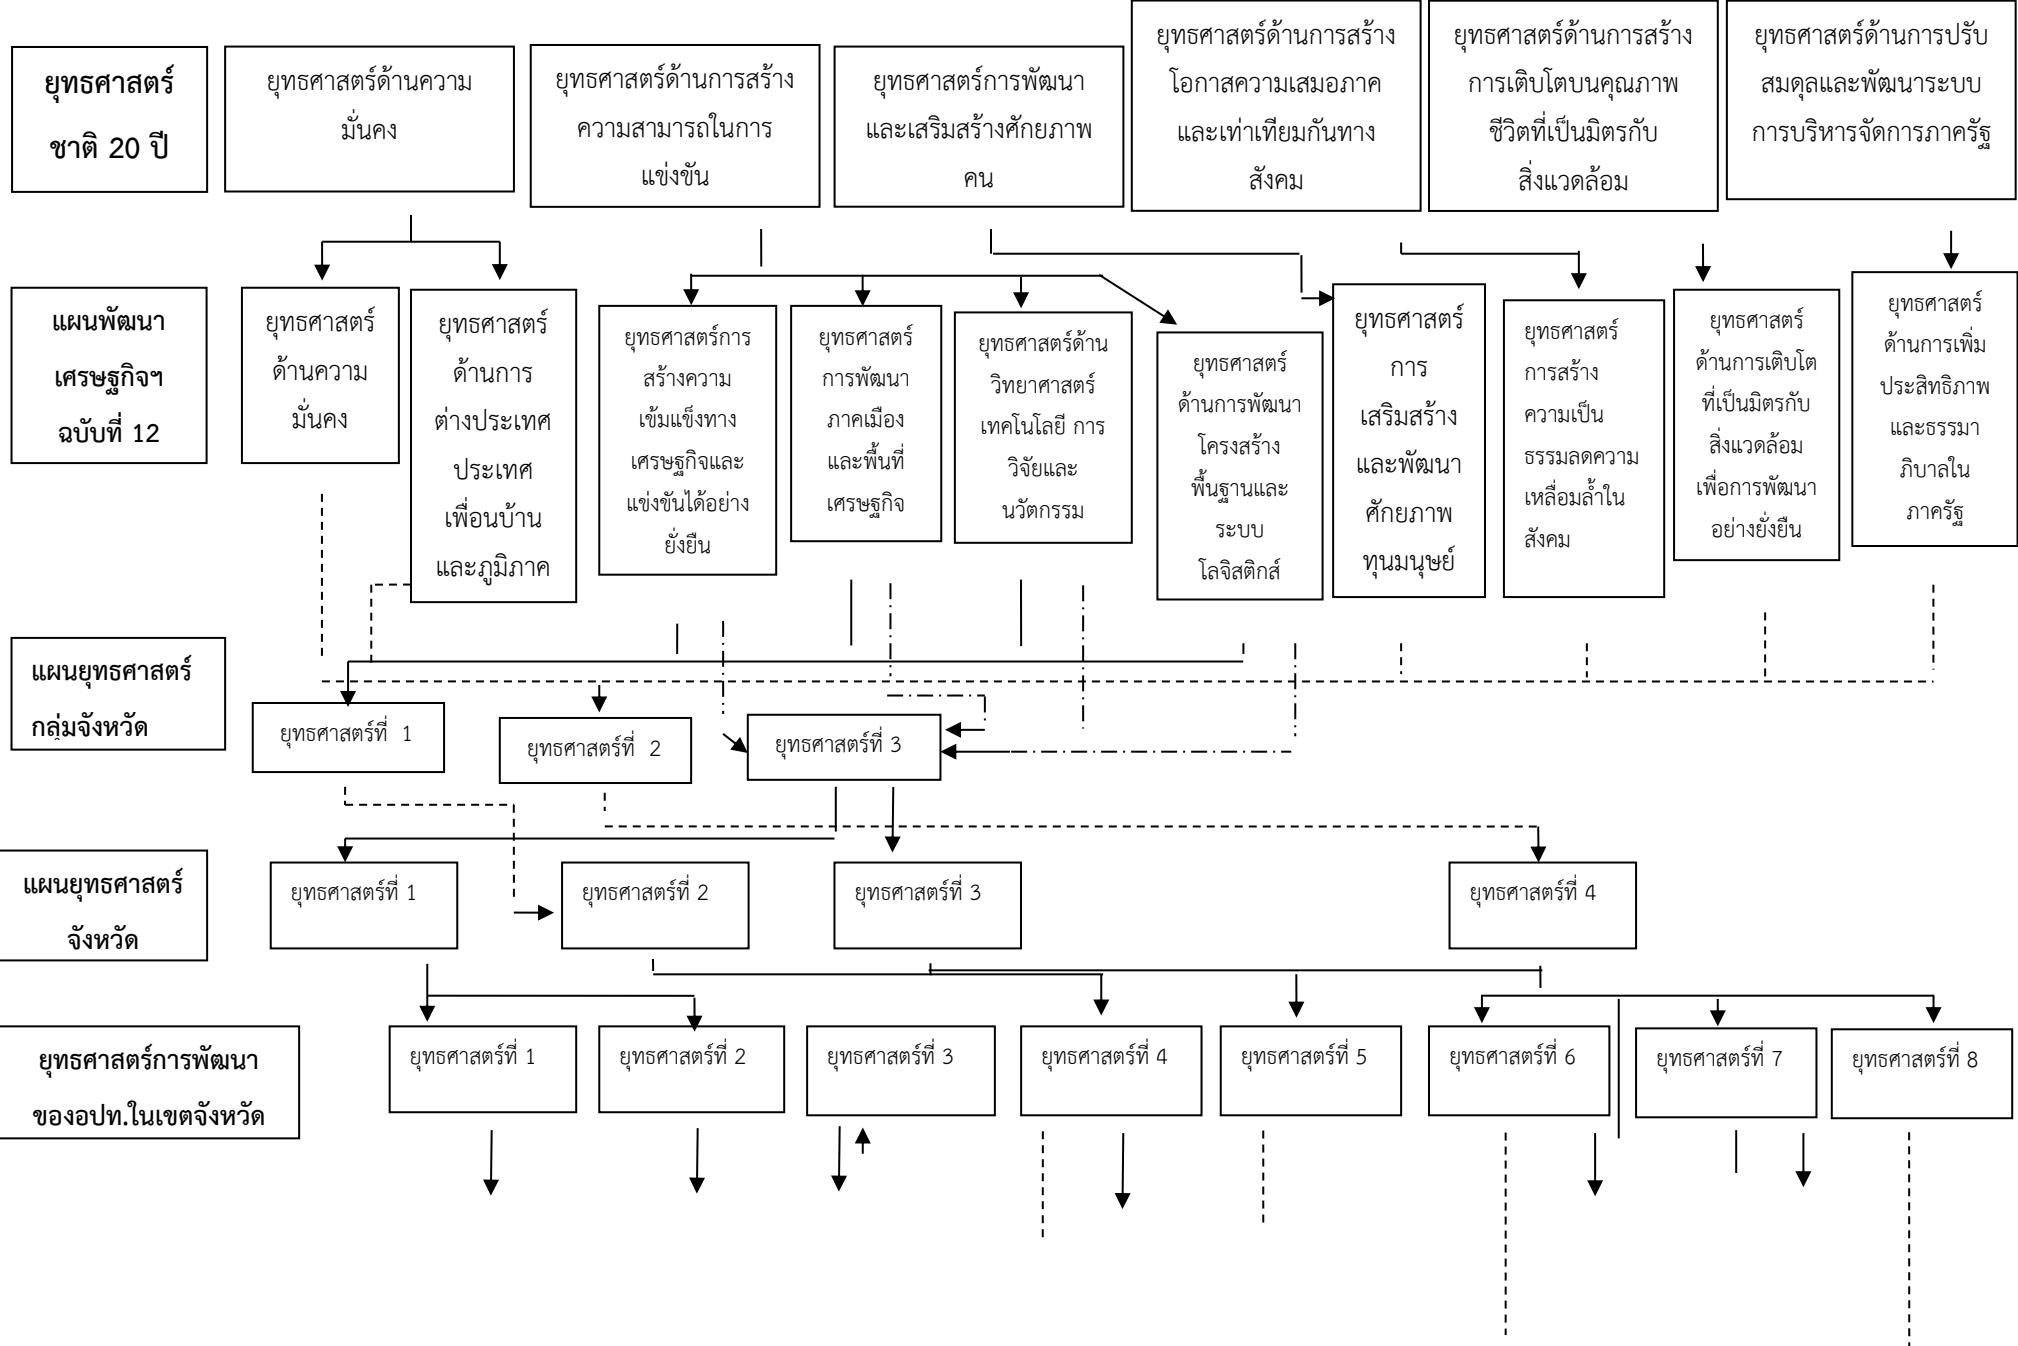 ยุทธศาสตร์
ชาติ 20 ปี
ยุทธศาสตร์ด้านความ
มั่นคง
ยุทธศาสตร์ด้านการสร้าง
ความสามารถในการ
แข่งขัน
ยุทธศาสตร์การพัฒนา
และเสริมสร้างศักยภาพ
คน
ยุทธศาสตร์ด้านการสร้าง
โอกาสความเสมอภาค
และเท่าเทียมกันทาง
สังคม
ยุทธศาสตร์ด้านการสร้าง
การเติบโตบนคุณภาพ
ชีวิตที่เป็นมิตรกับ
สิ่งแวดล้อม
ยุทธศาสตร์ด้านการปรับ
สมดุลและพัฒนาระบบ
การบริหารจัดการภาครัฐ
แผนพัฒนา
เศรษฐกิจฯ
ฉบับที่ 12
ยุทธศาสตร์
ด้านความ
มั่นคง
ยุทธศาสตร์
ด้านการ
ต่างประเทศ
ประเทศ
เพื่อนบ้าน
และภูมิภาค
ยุทธศาสตร์การ
สร้างความ
เข้มแข็งทาง
เศรษฐกิจและ
แข่งขันได้อย่าง
ยั่งยืน
ยุทธศาสตร์
การพัฒนา
ภาคเมือง
และพื้นที่
เศรษฐกิจ
ยุทธศาสตร์ด้าน
วิทยาศาสตร์
เทคโนโลยี การ
วิจัยและ
นวัตกรรม
ยุทธศาสตร์
ด้านการพัฒนา
โครงสร้าง
พื้นฐานและ
ระบบ
โลจิสติกส์
ยุทธศาสตร์
การ
เสริมสร้าง
และพัฒนา
ศักยภาพ
ทุนมนุษย์
ยุทธศาสตร์
การสร้าง
ความเป็น
ธรรมลดความ
เหลื่อมล้ำใน
สังคม
ยุทธศาสตร์
ด้านการเติบโต
ที่เป็นมิตรกับ
สิ่งแวดล้อม
เพื่อการพัฒนา
อย่างยั่งยืน
ยุทธศาสตร์
ด้านการเพิ่ม
ประสิทธิภาพ
และธรรมา
ภิบาลใน
ภาครัฐ
แผนยุทธศาสตร์
กลุ่มจังหวัด
ยุทธศาสตร์ที่ 1
ยุทธศาสตร์ที่ 2
ยุทธศาสตร์ที่ 3
แผนยุทธศาสตร์
จังหวัด
ยุทธศาสตร์ที่ 1
ยุทธศาสตร์ที่ 2
ยุทธศาสตร์ที่ 3
ยุทธศาสตร์ที่ 4
ยุทธศาสตร์การพัฒนา
ของอปท.ในเขตจังหวัด
ยุทธศาสตร์ที่ 1
ยุทธศาสตร์ที่ 2
ยุทธศาสตร์ที่ 3
ยุทธศาสตร์ที่ 4
ยุทธศาสตร์ที่ 5
ยุทธศาสตร์ที่ 6
ยุทธศาสตร์ที่ 7
ยุทธศาสตร์ที่ 8